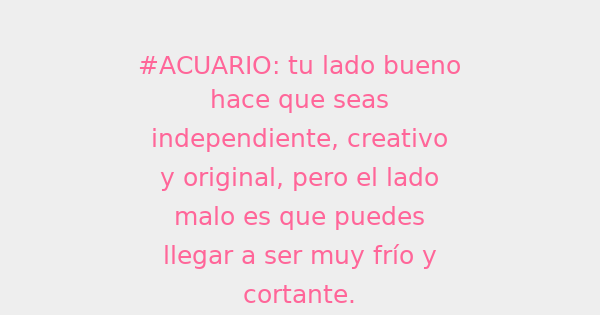 #ACUARIO: tu lado bueno
hace que seas
independiente, creativo
y original, pero el lado
malo es que puedes
llegar a ser muy frío y
cortante.